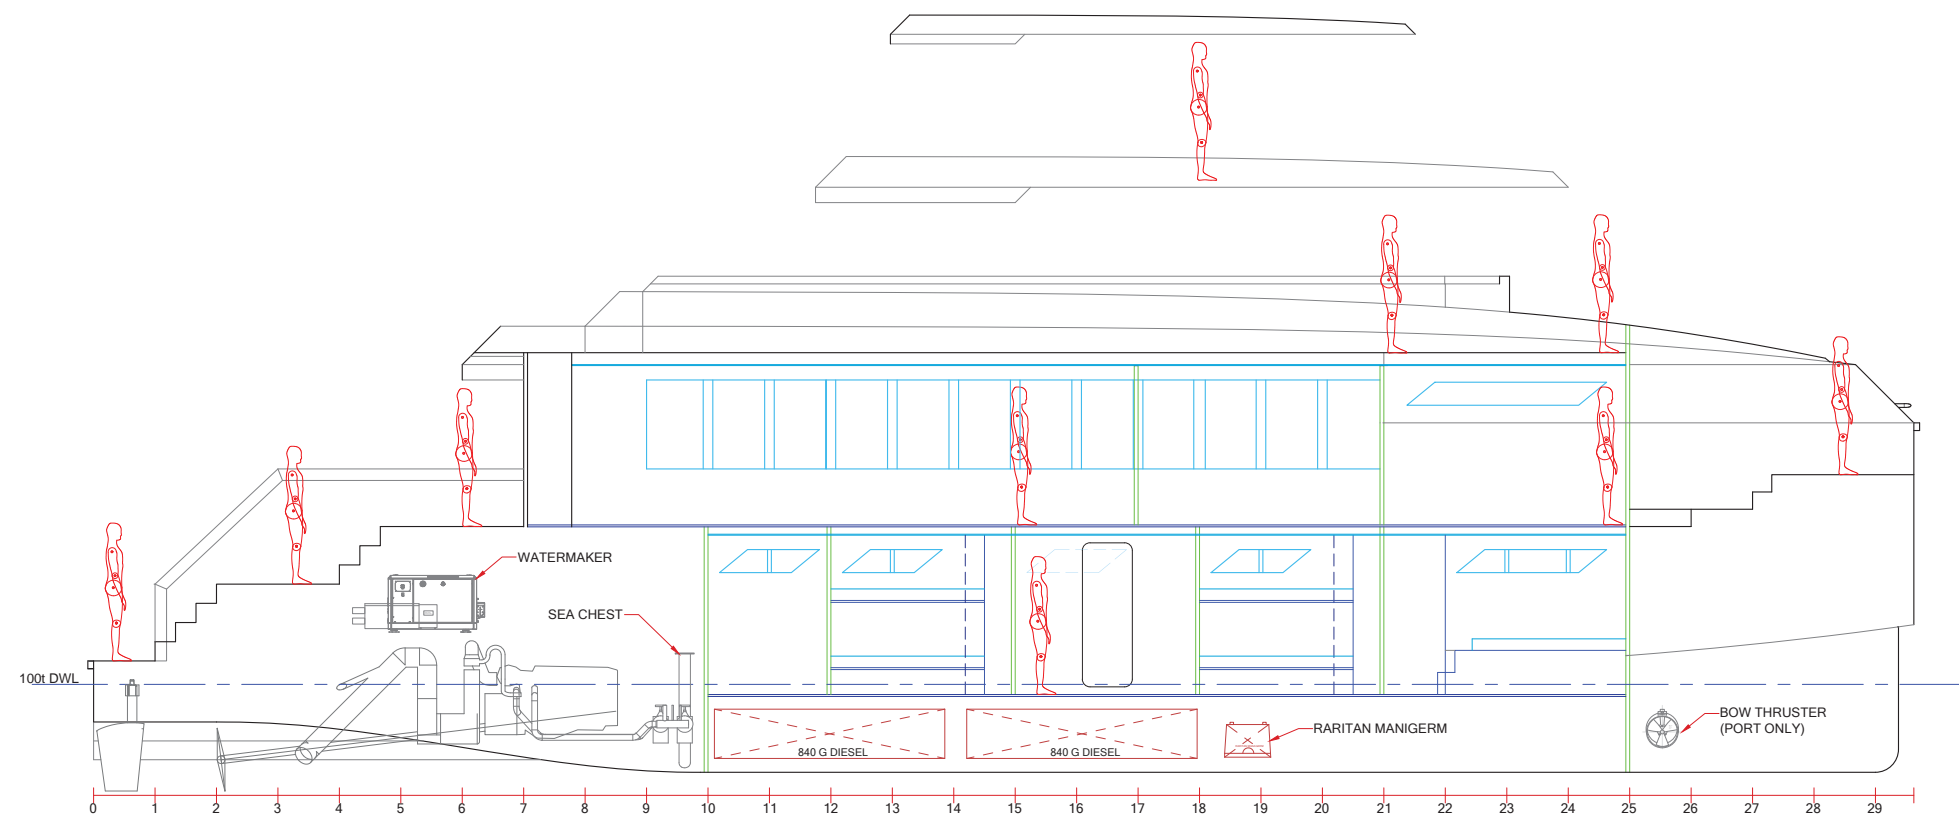 WATERMAKER
SEA CHEST
100t DWL
840 G DIESEL
840 G DIESEL
RARITAN MANIGERM
BOW THRUSTER
(PORT ONLY)
0 1 2 3 4 5 6 7 8 9 10 11 12 13 14 15 16 17 18 19 20 21 22 23 24 25 26 27 28 29